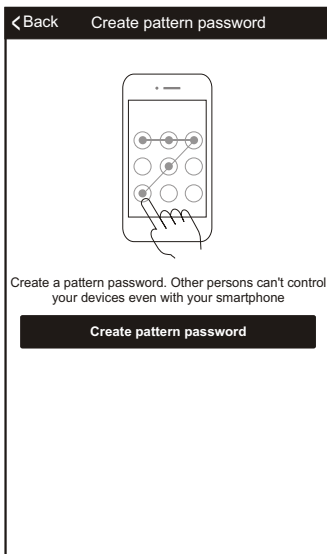 Back Create pattern password
Create a pattern password. Other persons can't control
your devices even with your smartphone
Create pattern password